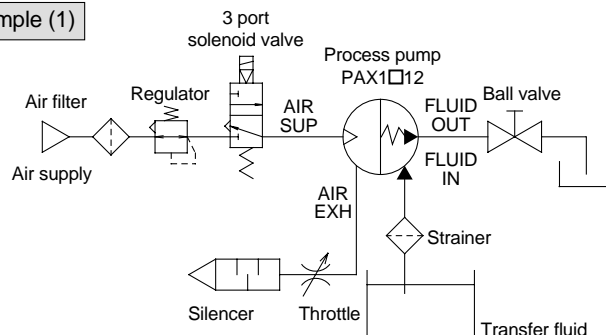 mple (1)
3 port
solenoid valve
Process pump
PAX1□12
Air filter
Regulator
AIR
SUP
FLUID
OUT
Ball valve
Air supply
FLUID
IN
AIR
EXH
Strainer
Silencer
Throttle
Transfer fluid